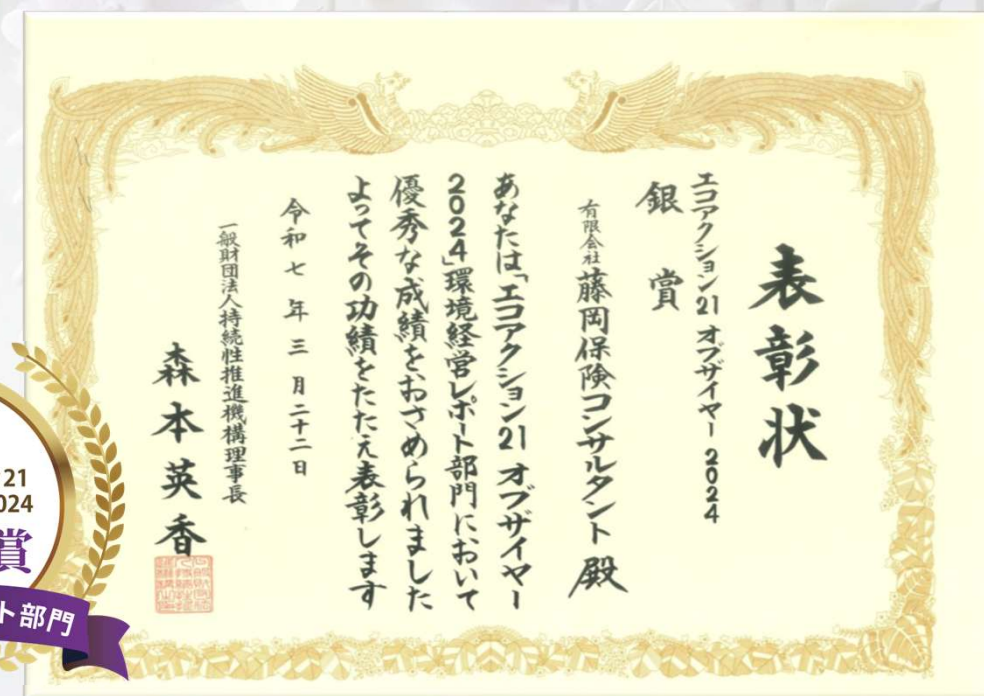 表彰状
エコアクション21 オブザイヤー 2024
銀賞
有限会社 藤岡保険コンサルタント 殿
あなたは「エコアクション21 オブザイヤー
2024」環境経営レポート部門において
優秀な成績をおさめられました
よってその功績をたたえ表彰します
令和七年三月二十二日
一般財団法人持続性推進機構理事長
森本英香
21
024
賞
ト部門